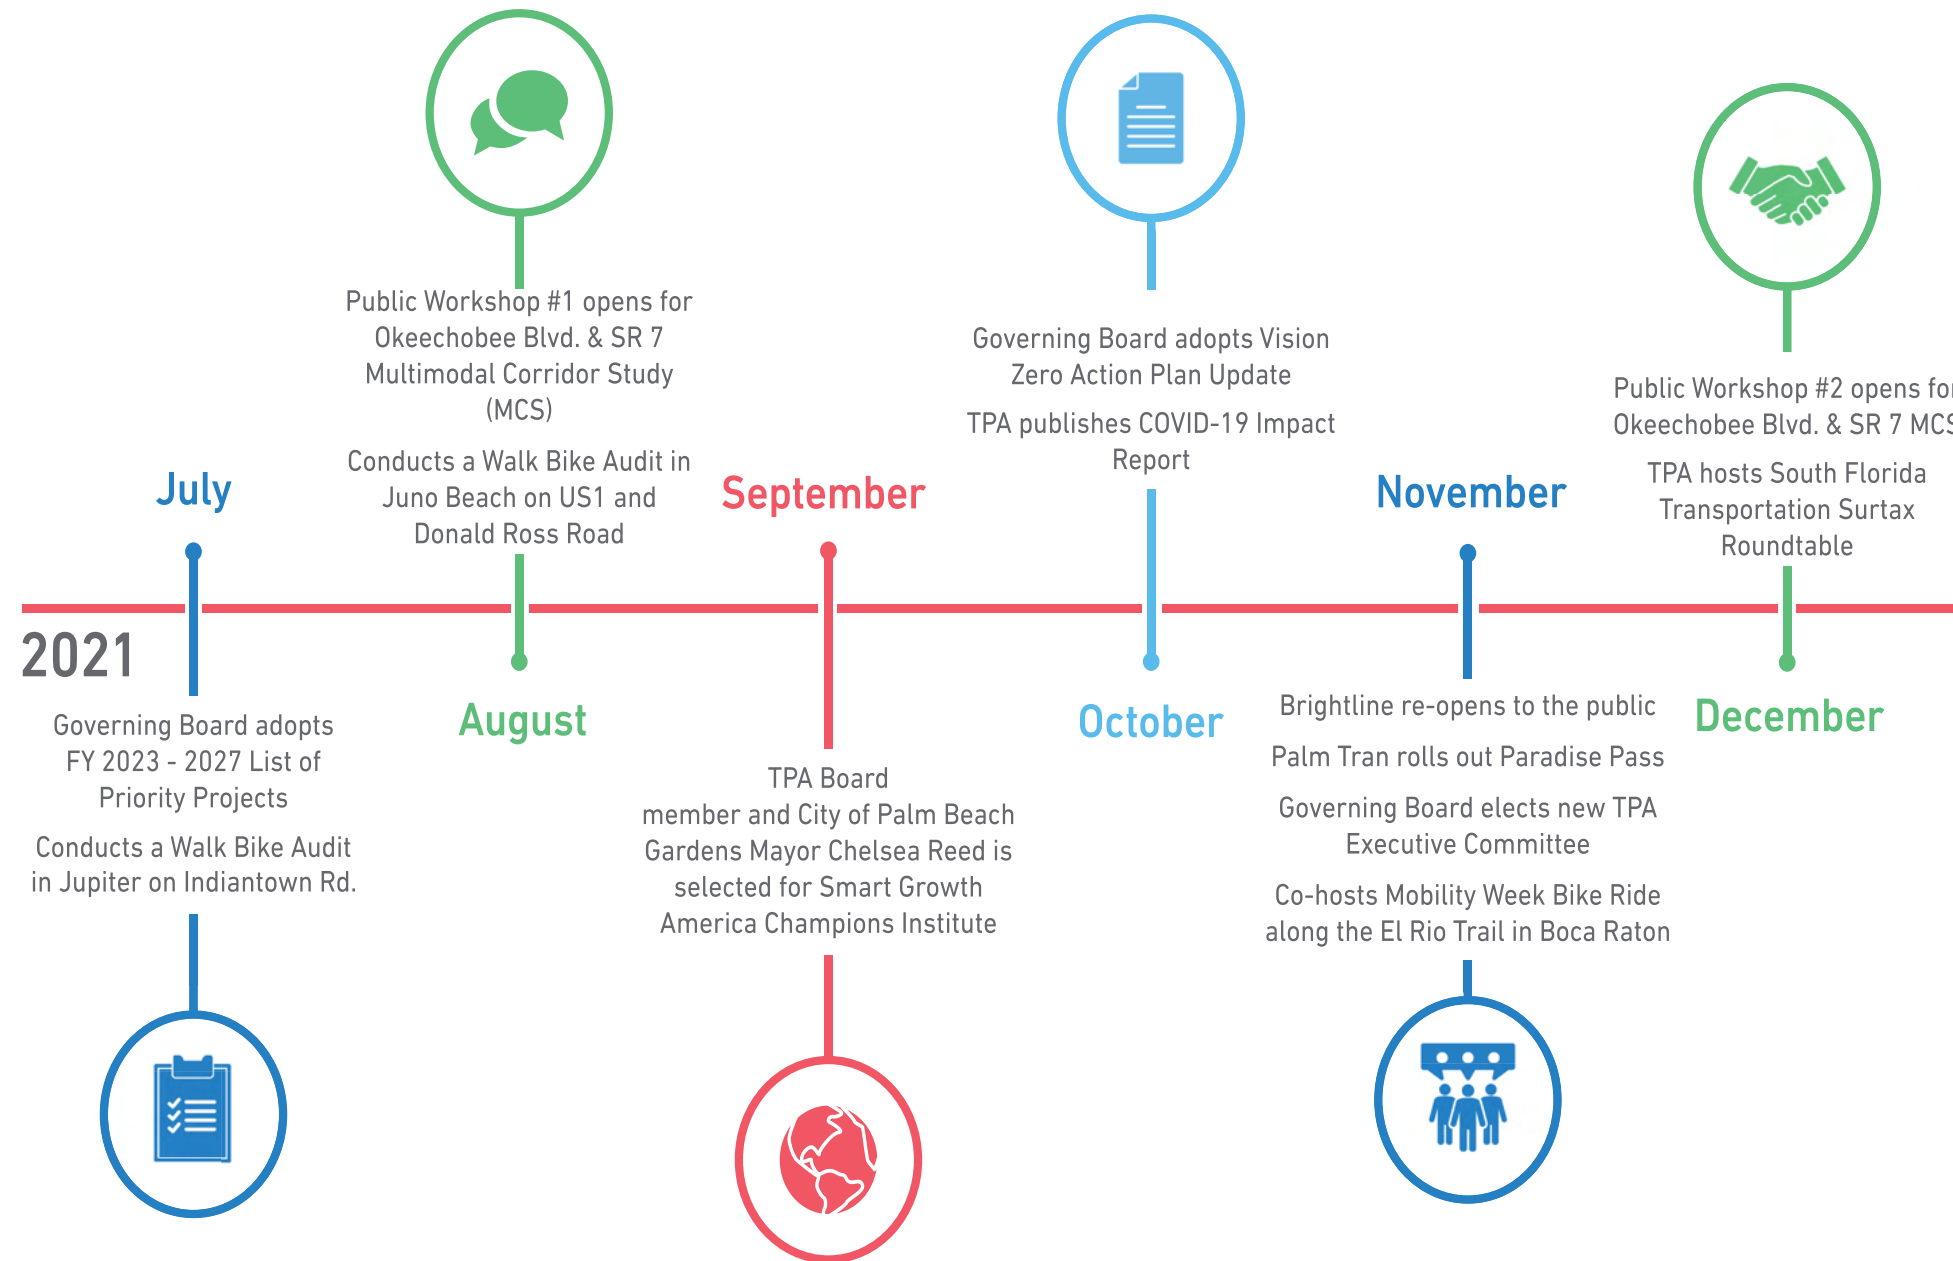 2021
July
Governing Board adopts
FY 2023 - 2027 List of
Priority Projects
Conducts a Walk Bike Audit
in Jupiter on Indiantown Rd.
Public Workshop #1 opens for
Okeechobee Blvd. & SR 7
Multimodal Corridor Study
(MCS)
Conducts a Walk Bike Audit in
Juno Beach on US1 and
Donald Ross Road
August
September
TPA Board
member and City of Palm Beach
Gardens Mayor Chelsea Reed is
selected for Smart Growth
America Champions Institute
Governing Board adopts Vision
Zero Action Plan Update
TPA publishes COVID-19 Impact
Report
October
November
Brightline re-opens to the public
Palm Tran rolls out Paradise Pass
Governing Board elects new TPA
Executive Committee
Co-hosts Mobility Week Bike Ride
along the El Rio Trail in Boca Raton
Public Workshop #2 opens for
Okeechobee Blvd. & SR 7 MCS
TPA hosts South Florida
Transportation Surtax
Roundtable
December